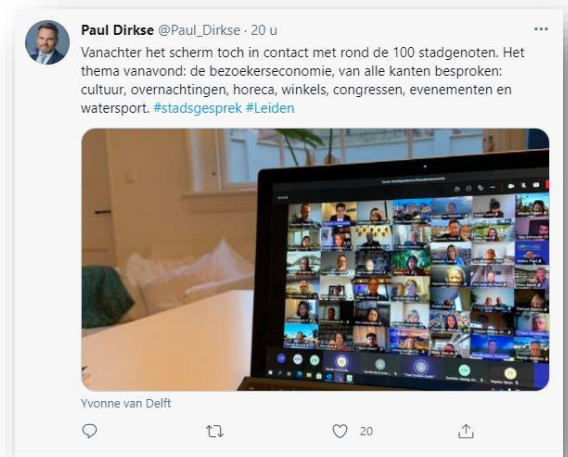 Paul Dirkse @Paul_Dirkse · 20 u
Vanachter het scherm toch in contact met rond de 100 stadgenoten. Het
thema vanavond: de bezoekerseconomie, van alle kanten besproken:
cultuur, overnachtingen, horeca, winkels, congressen, evenementen en
watersport. #stadsgesprek #Leiden
Yvonne van Delft
20